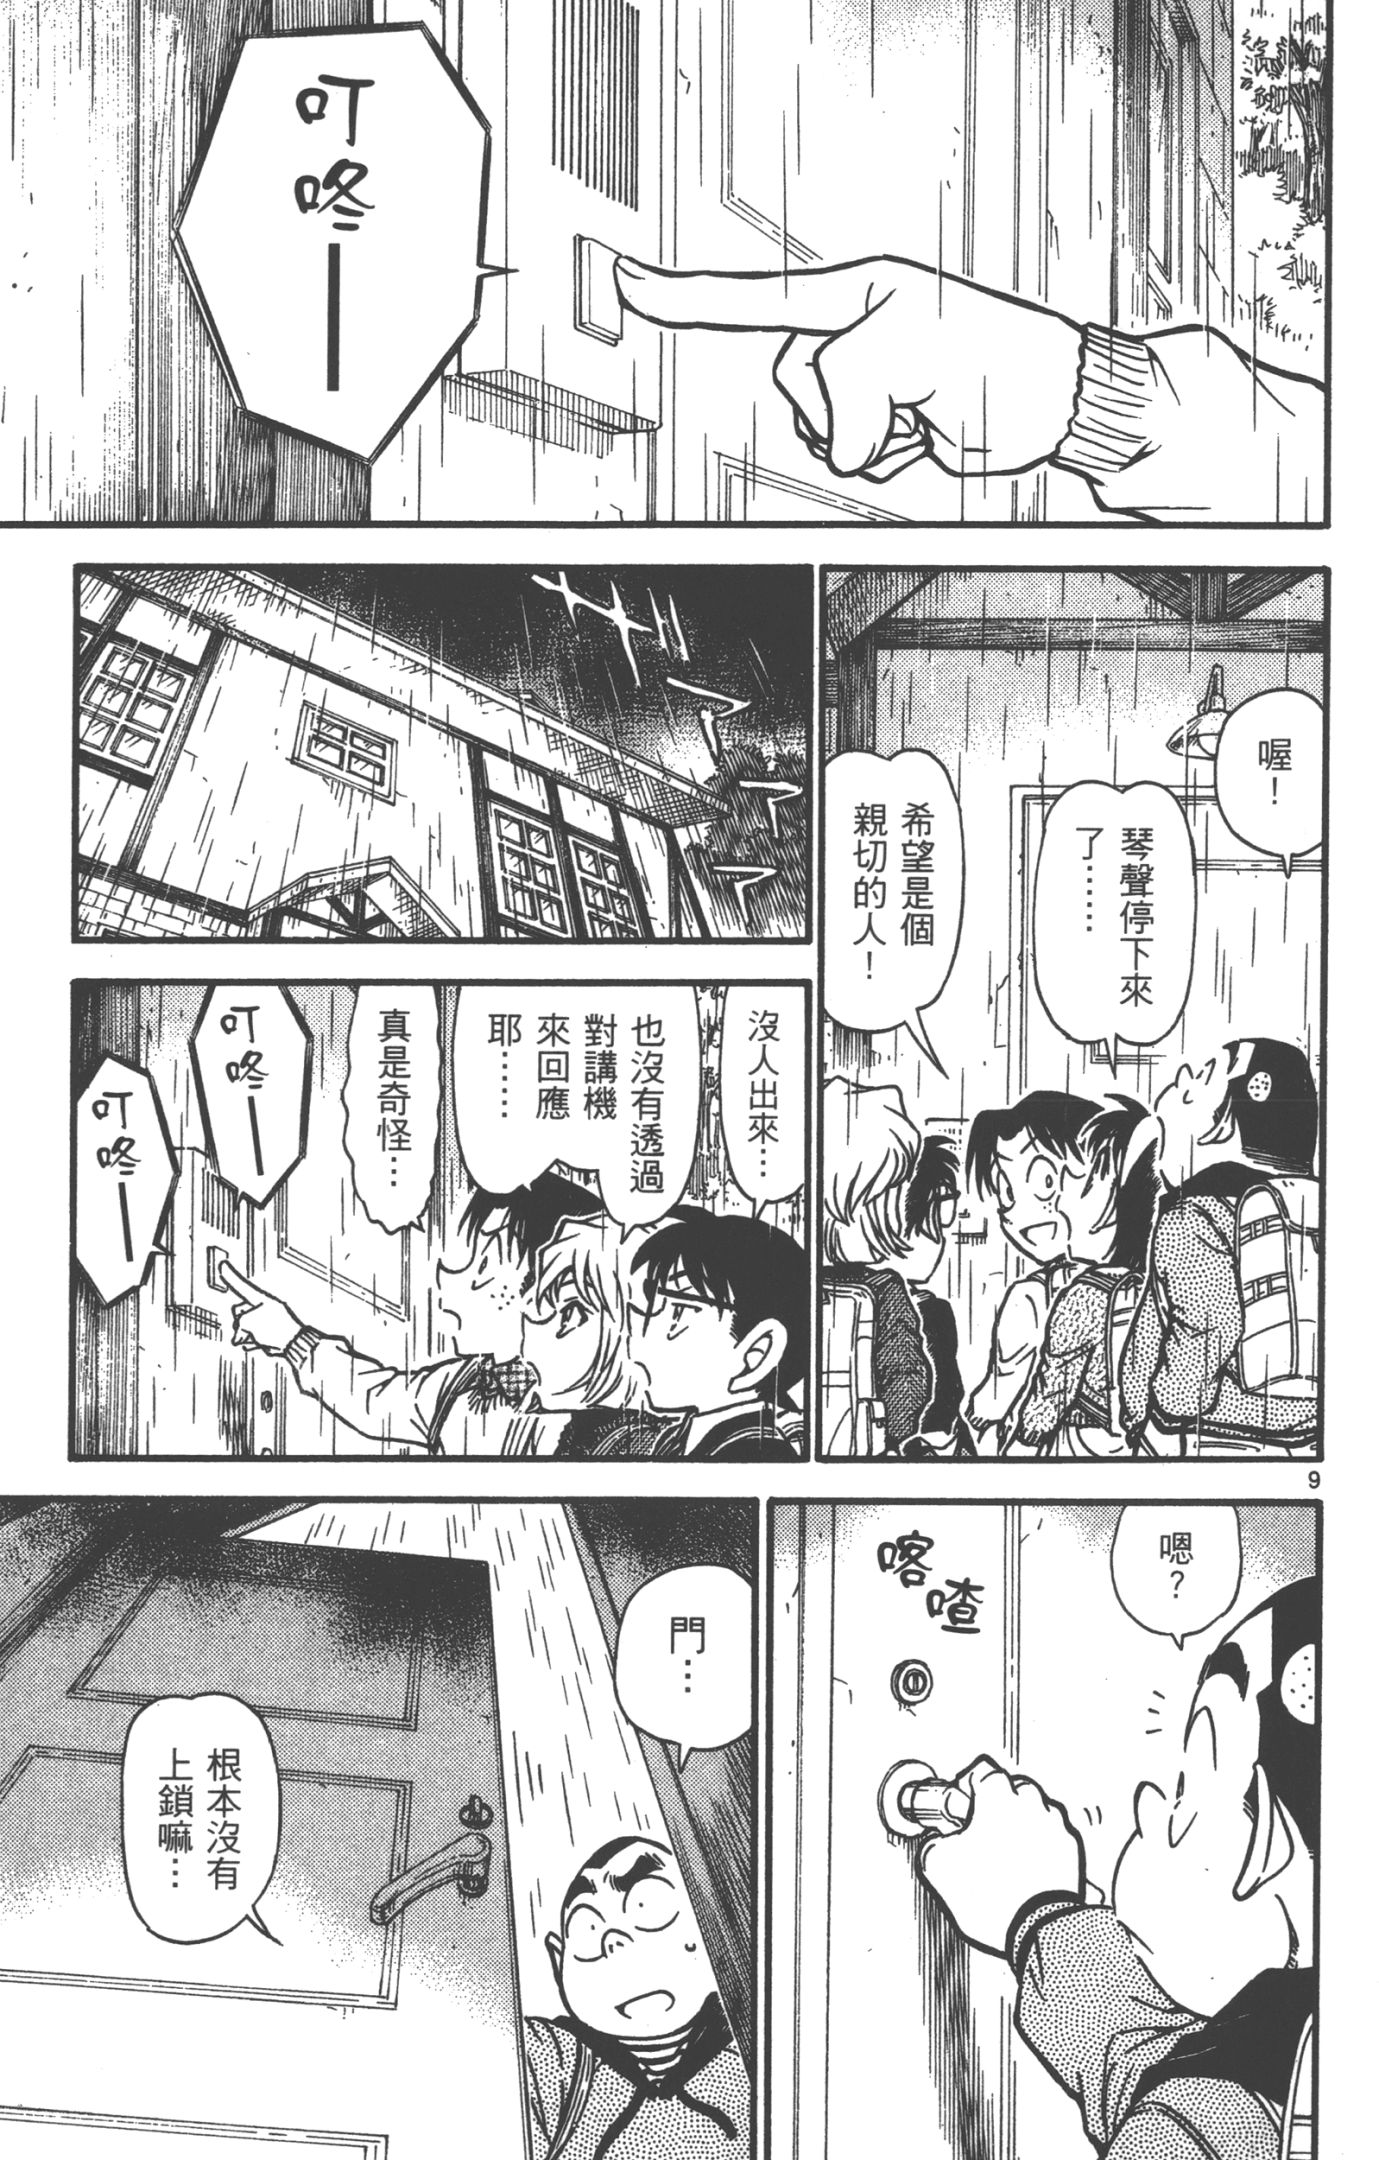 叮咚——
喔！
琴聲停下來
了……
希望是個
親切的人！
沒人出來…
也沒有透過
對講機
來回應
耶……
真是奇怪…
叮咚——
叮咚——
9
嗯？
喀喳
門…
根本沒有
上鎖嘛…